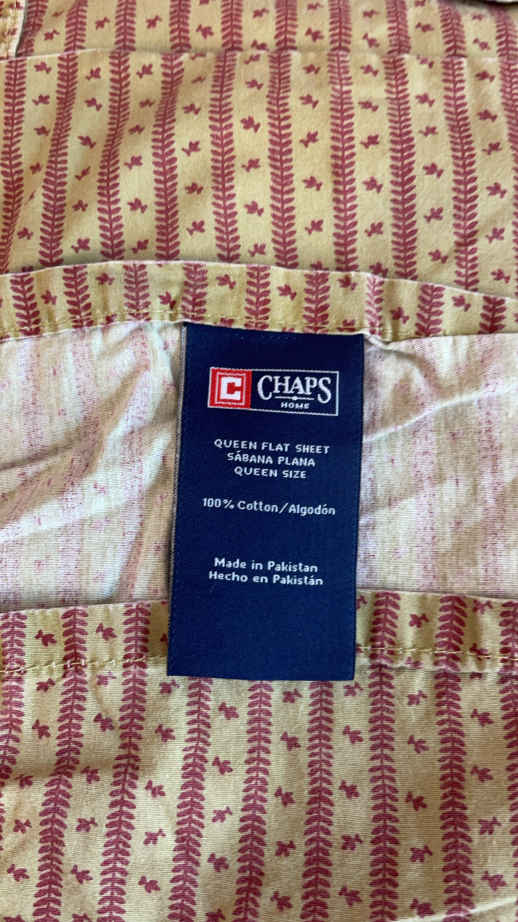 C CHAPS
HOME
QUEEN FLAT SHEET
SÁBANA PLANA
QUEEN SIZE
100% Cotton/Algodón
Made in Pakistan
Hecho en Pakistán